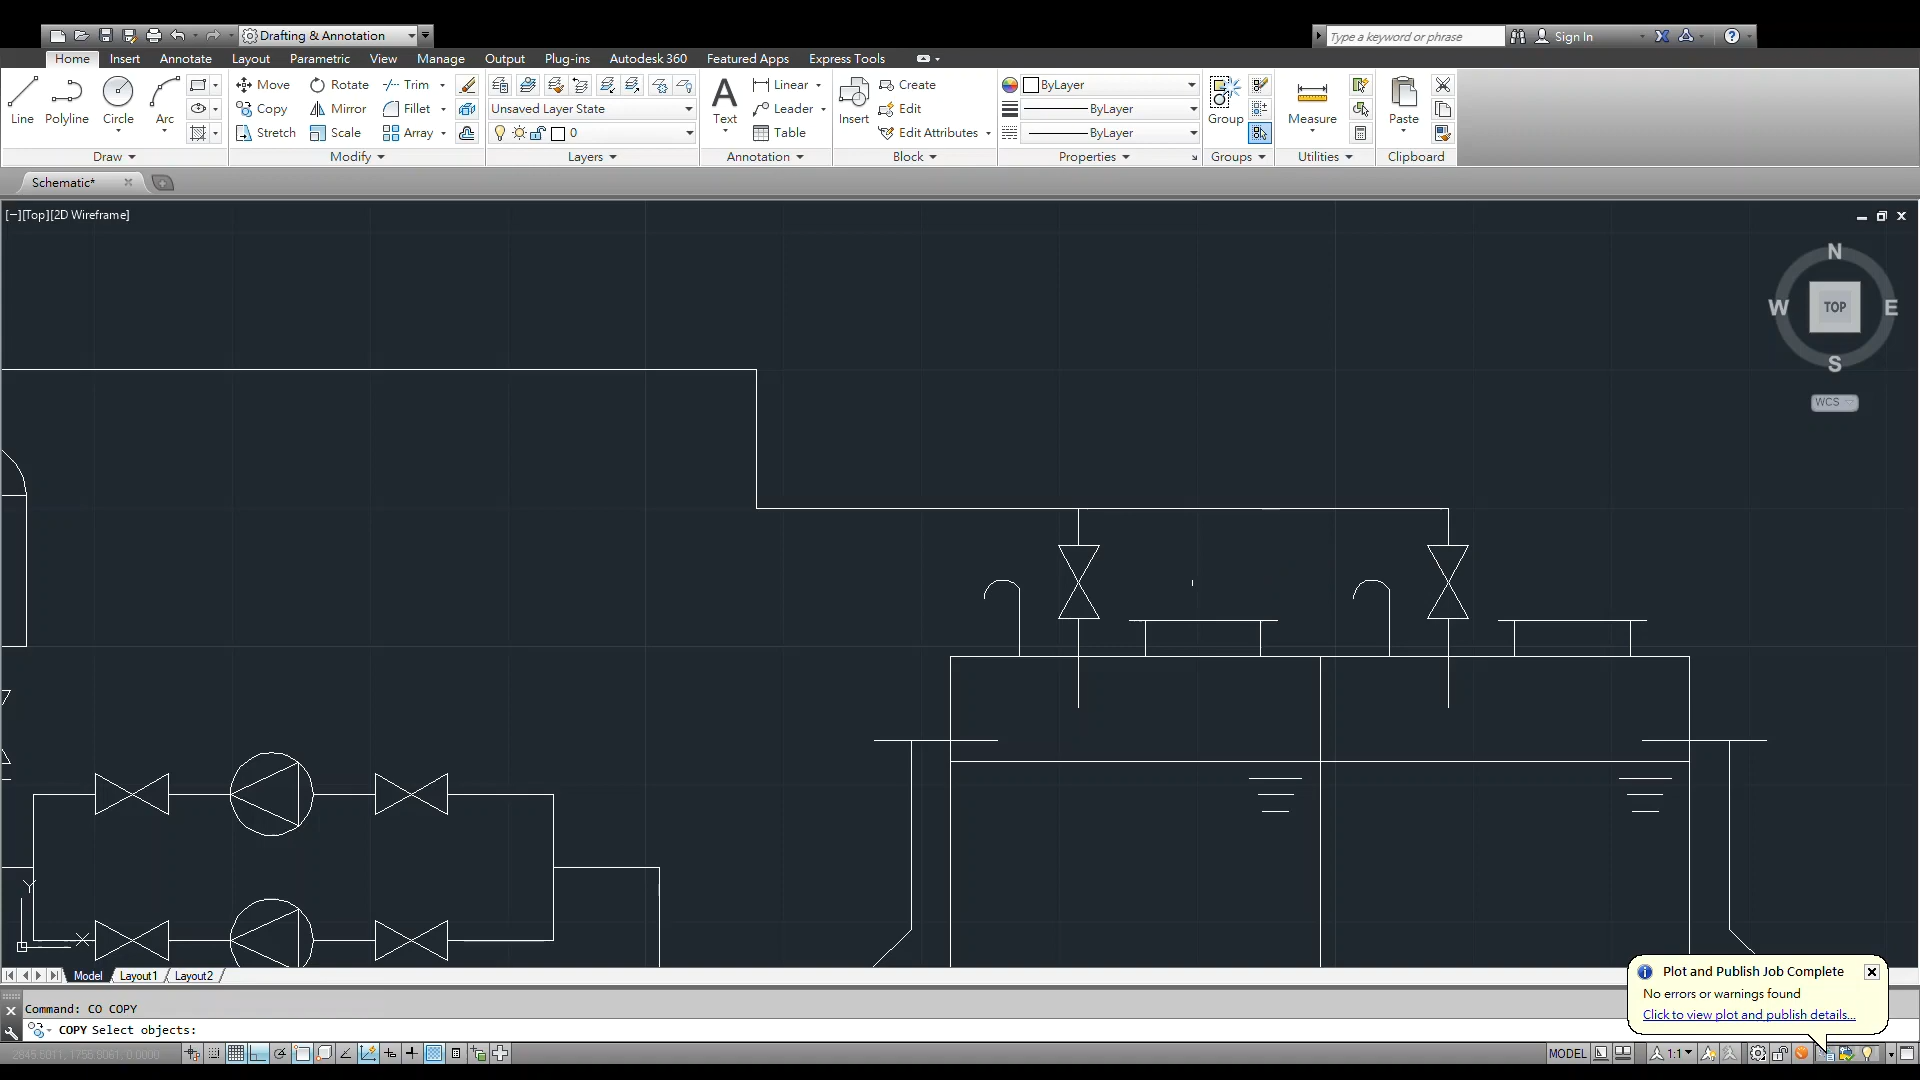 Drafting & Annotation
Type a keyword or phrase
Sign In
Home Insert Annotate Layout Parametric View Manage Output Plug-ins Autodesk 360 Featured Apps Express Tools
Line Polyline Circle Arc
Move Rotate Trim
Copy Mirror Fillet
Stretch Scale Array
Unsaved Layer State
0
Text
Linear
Leader
Table
Insert
Create
Edit
Edit Attributes
ByLayer
ByLayer
ByLayer
Group
Measure
Paste
Draw Modify Layers Annotation Block Properties Groups Utilities Clipboard
Schematic*
[−][Top][2D Wireframe]
N
W TOP E
S
WCS
Y
X
Model Layout1 Layout2
Plot and Publish Job Complete
No errors or warnings found
Click to view plot and publish details...
Command: CO COPY
COPY Select objects:
MODEL
1:1